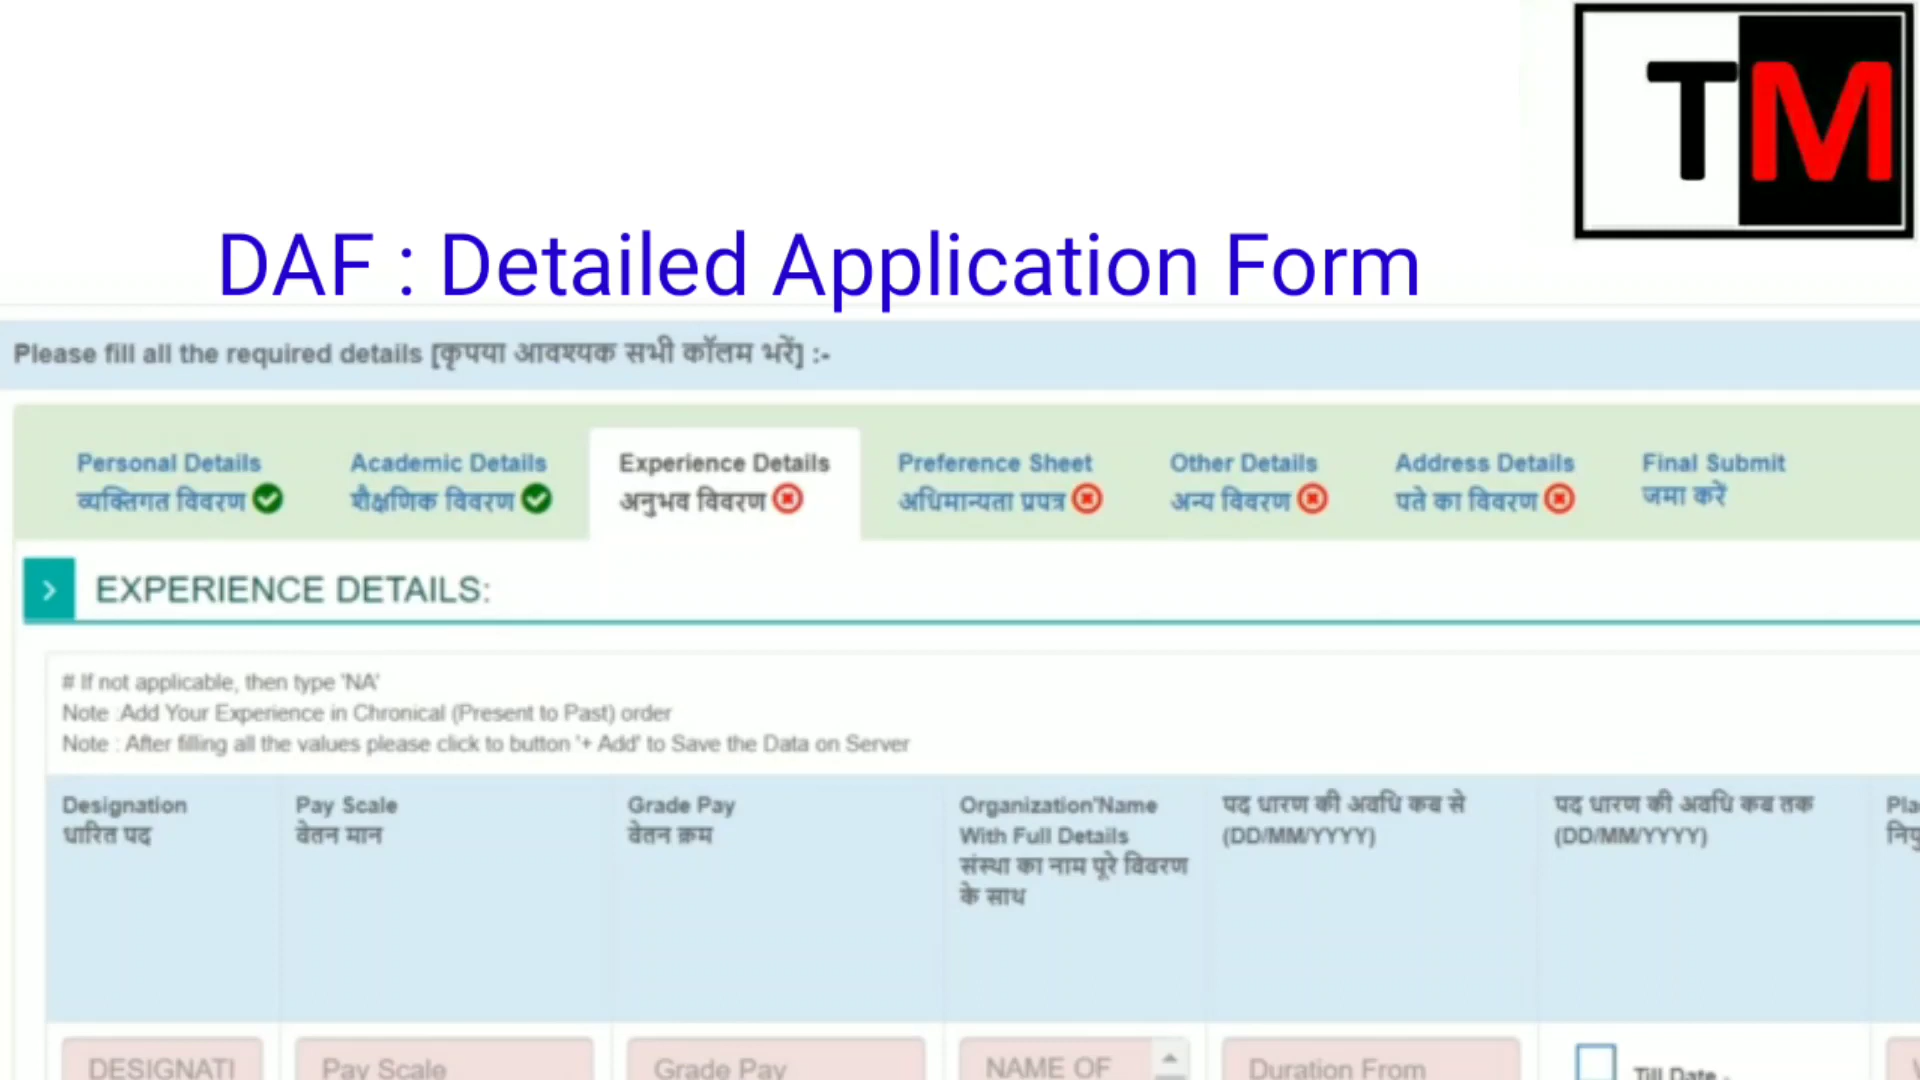 TM
DAF : Detailed Application Form
Please fill all the required details [कृपया आवश्यक सभी कॉलम भरें] :-
Personal Details
व्यक्तिगत विवरण
Academic Details
शैक्षणिक विवरण
Experience Details
अनुभव विवरण
Preference Sheet
अधिमान्यता प्रपत्र
Other Details
अन्य विवरण
Address Details
पते का विवरण
Final Submit
जमा करें
EXPERIENCE DETAILS:
# If not applicable, then type 'NA'
Note :Add Your Experience in Chronical (Present to Past) order
Note : After filling all the values please click to button '+ Add' to Save the Data on Server
Designation
धारित पद
Pay Scale
वेतन मान
Grade Pay
वेतन क्रम
Organization'Name
With Full Details
संस्था का नाम पूरे विवरण
के साथ
पद धारण की अवधि कब से
(DD/MM/YYYY)
पद धारण की अवधि कब तक
(DD/MM/YYYY)
DESIGNATI
Pay Scale
Grade Pay
NAME OF
Duration From
Till Date -